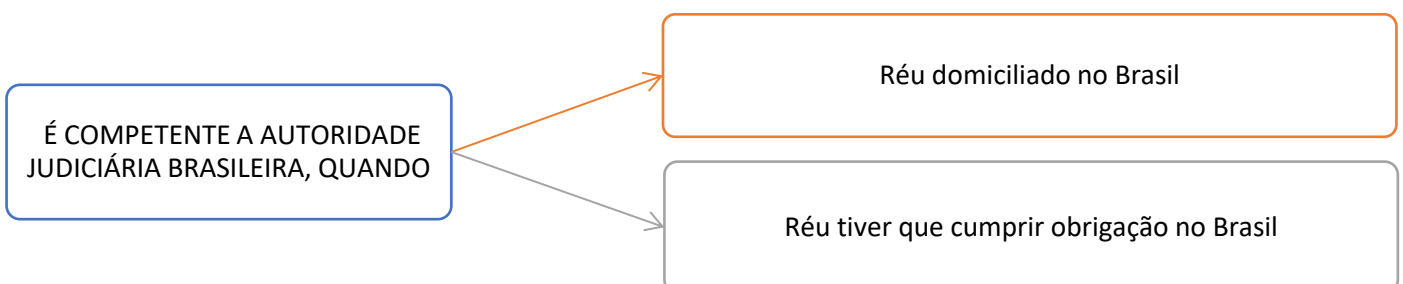 É COMPETENTE A AUTORIDADE
JUDICIÁRIA BRASILEIRA, QUANDO
Réu domiciliado no Brasil
Réu tiver que cumprir obrigação no Brasil